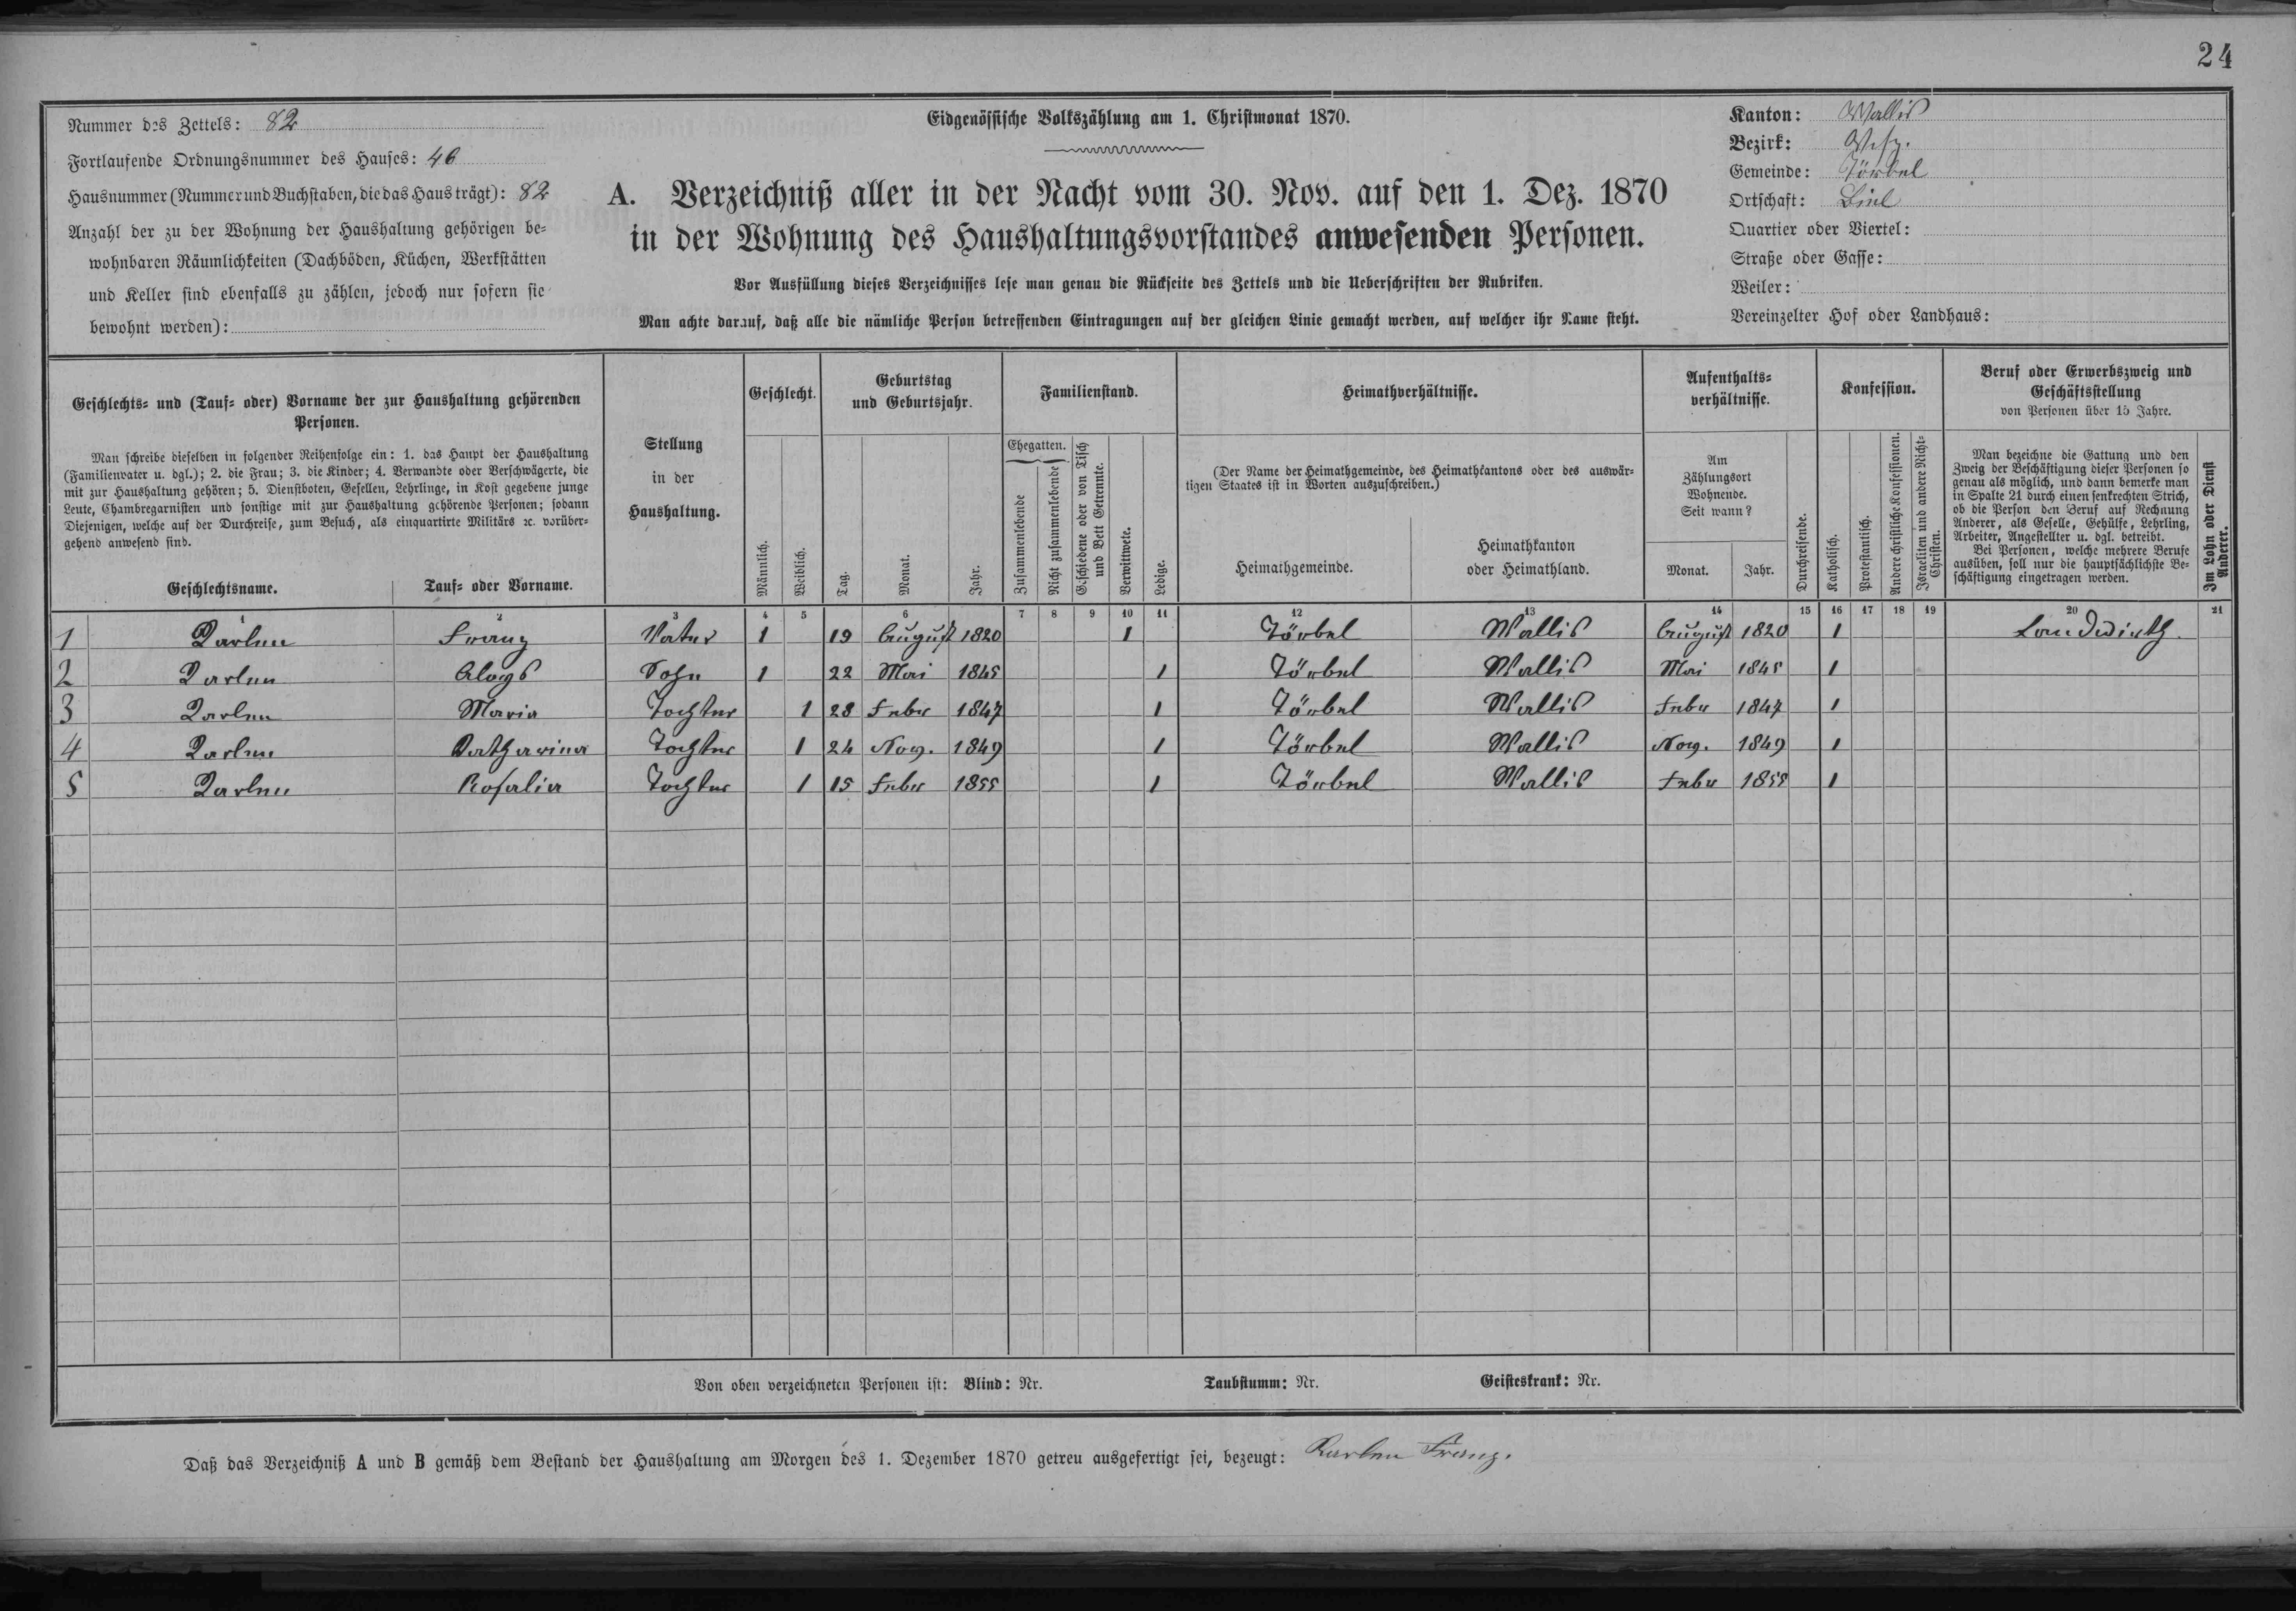 24
Nummer des Zettels: 82
Fortlaufende Ordnungsnummer des Hauses: 46
Hausnummer (Nummer und Buchstaben, die das Haus trägt): 82
Anzahl der zu der Wohnung der Haushaltung gehörigen be-
wohnbaren Räumlichkeiten (Dachböden, Küchen, Werkstätten
und Keller sind ebenfalls zu zählen, jedoch nur sofern sie
bewohnt werden):
Eidgenössische Volkszählung am 1. Christmonat 1870.
A. Verzeichniß aller in der Nacht vom 30. Nov. auf den 1. Dez. 1870
in der Wohnung des Haushaltungsvorstandes anwesenden Personen.
Vor Ausfüllung dieses Verzeichnisses lese man genau die Rückseite des Zettels und die Ueberschriften der Rubriken.
Man achte darauf, daß alle die nämliche Person betreffenden Eintragungen auf der gleichen Linie gemacht werden, auf welcher ihr Name steht.
Kanton: Wallis
Bezirk: Visp.
Gemeinde: Törbel
Ortschaft: Biel
Quartier oder Viertel:
Straße oder Gasse:
Weiler:
Vereinzelter Hof oder Landhaus:
Geschlechts- und (Tauf- oder) Vorname der zur Haushaltung gehörenden
Personen.
Man schreibe dieselben in folgender Reihenfolge ein: 1. das Haupt der Haushaltung
(Familienvater u. dgl.); 2. die Frau; 3. die Kinder; 4. Verwandte oder Verschwägerte, die
mit zur Haushaltung gehören; 5. Dienstboten, Gesellen, Lehrlinge, in Kost gegebene junge
Leute, Chambregarnisten und sonstige mit zur Haushaltung gehörende Personen; sodann
Diejenigen, welche auf der Durchreise, zum Besuch, als einquartirte Militärs ꝛc. vorüber-
gehend anwesend sind.
Geschlechtsname.
Tauf- oder Vorname.
Stellung
in der
Haushaltung.
Geschlecht.
Männlich.
Weiblich.
Geburtstag
und Geburtsjahr.
Tag.
Monat.
Jahr.
Familienstand.
Ehegatten.
Zusammenlebende
Nicht zusammenlebende
Geschiedene oder von Tisch
und Bett Getrennte.
Verwittwete.
Ledige.
Heimathverhältnisse.
(Der Name der Heimathgemeinde, des Heimathkantons oder des auswär-
tigen Staates ist in Worten auszuschreiben.)
Heimathgemeinde.
Heimathkanton
oder Heimathland.
Aufenthalts-
verhältnisse.
Am
Zählungsort
Wohnende.
Seit wann?
Monat.
Jahr.
Durchreisende.
Konfession.
Katholisch.
Protestantisch.
Andere christliche Konfessionen.
Israeliten und andere Nicht-
Christen.
Beruf oder Erwerbszweig und
Geschäftsstellung
von Personen über 15 Jahre.
Man bezeichne die Gattung und den
Zweig der Beschäftigung dieser Personen so
genau als möglich, und dann bemerke man
in Spalte 21 durch einen senkrechten Strich,
ob die Person den Beruf auf Rechnung
Anderer, als Geselle, Gehülfe, Lehrling,
Arbeiter, Angestellter u. dgl. betreibt.
Bei Personen, welche mehrere Berufe
ausüben, soll nur die hauptsächlichste Be-
schäftigung eingetragen werden.
Im Lohn oder Dienst
Anderer.
1 2 3 4 5 6 7 8 9 10 11 12 13 14 15 16 17 18 19 20 21
1 Karlen Franz Vater 1 19 August 1820 1 Törbel Wallis August 1820 1 Landwirth.
2 Karlen Aloys Sohn 1 22 Mai 1845 1 Törbel Wallis Mai 1845 1
3 Karlen Maria Tochter 1 28 Febr 1847 1 Törbel Wallis Febr 1847 1
4 Karlen Katharina Tochter 1 24 Nov. 1849 1 Törbel Wallis Nov. 1849 1
5 Karlen Rosalia Tochter 1 15 Febr 1855 1 Törbel Wallis Febr 1855 1
Von oben verzeichneten Personen ist: Blind: Nr. Taubstumm: Nr. Geisteskrank: Nr.
Daß das Verzeichniß A und B gemäß dem Bestand der Haushaltung am Morgen des 1. Dezember 1870 getreu ausgefertigt sei, bezeugt: Karlen Franz.